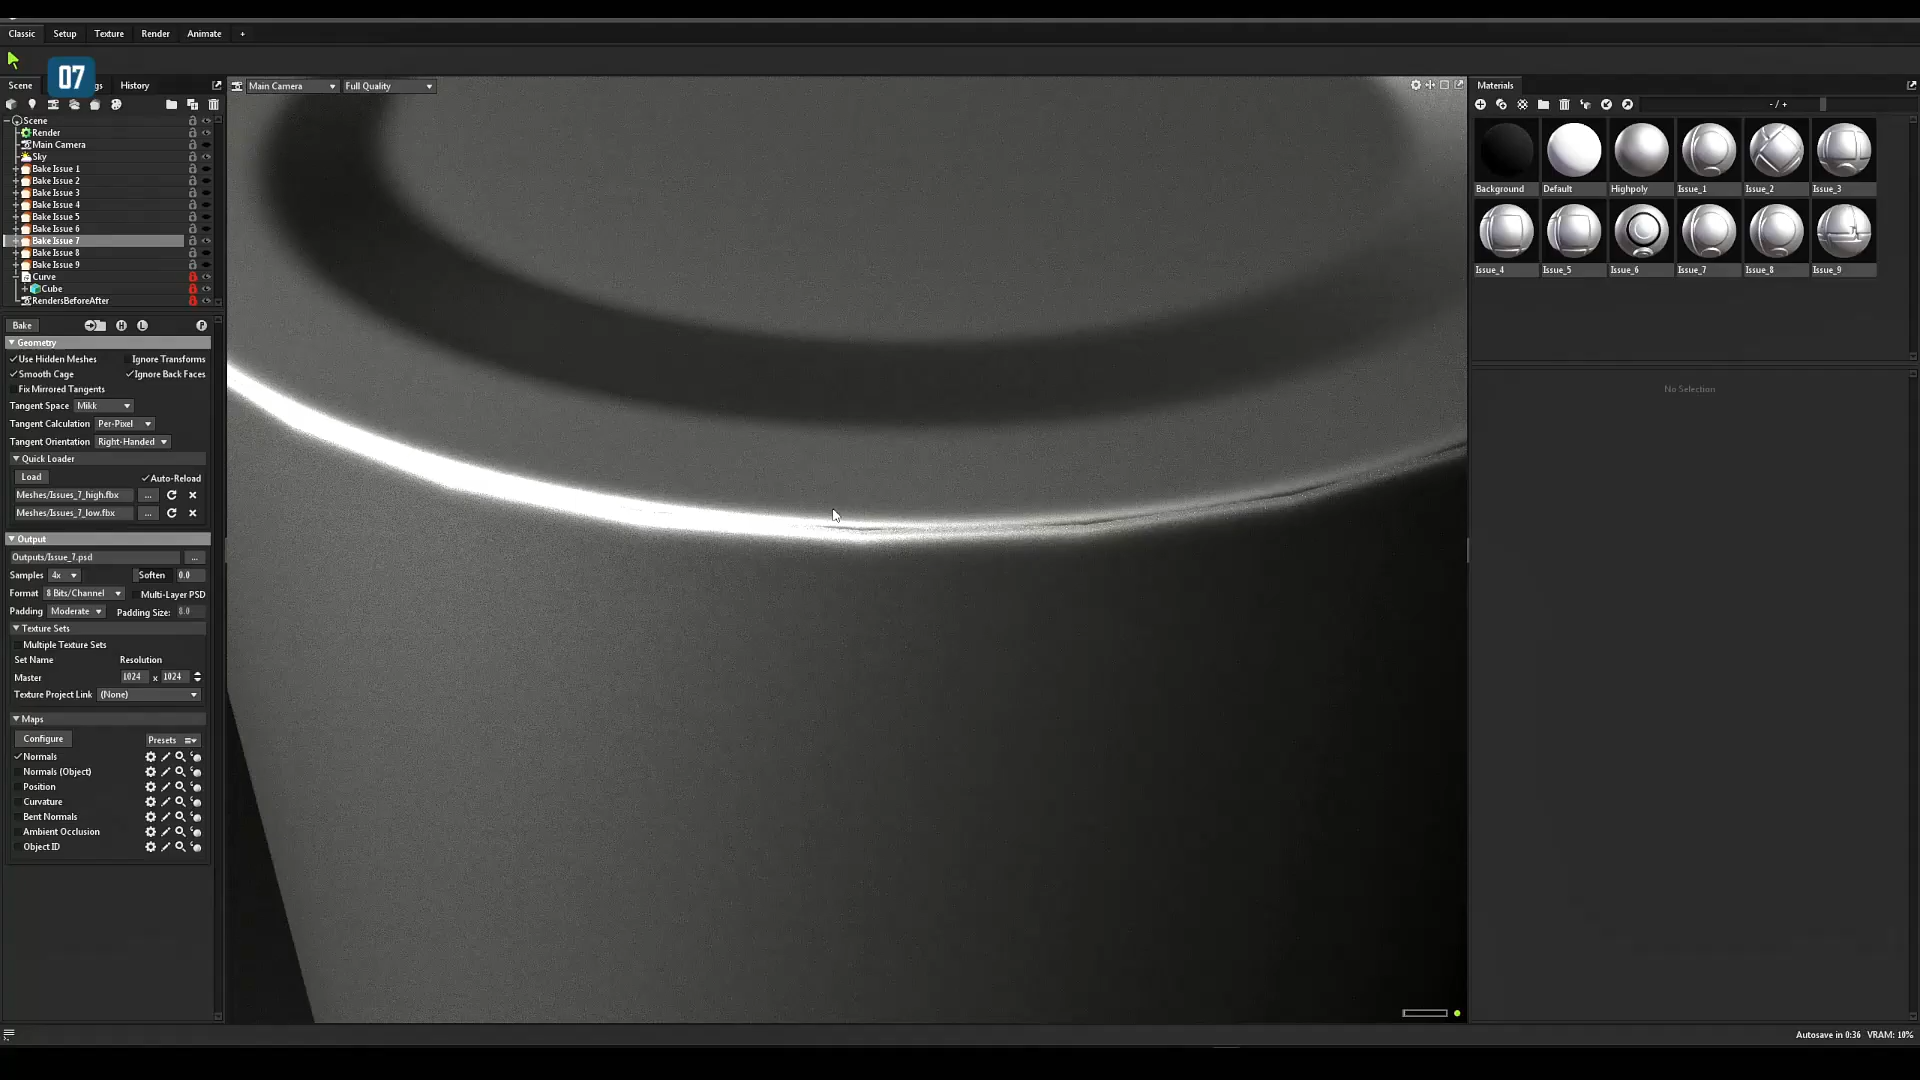 Classic Setup Texture Render Animate +
07
Scene gs History
Main Camera Full Quality
Materials
- / +
Scene
Render
Main Camera
Sky
Bake Issue 1
Bake Issue 2
Bake Issue 3
Bake Issue 4
Bake Issue 5
Bake Issue 6
Bake Issue 7
Bake Issue 8
Bake Issue 9
Curve
Cube
RendersBeforeAfter
Background Default Highpoly Issue_1 Issue_2 Issue_3
Issue_4 Issue_5 Issue_6 Issue_7 Issue_8 Issue_9
No Selection
Bake H L P
Geometry
Use Hidden Meshes Ignore Transforms
Smooth Cage Ignore Back Faces
Fix Mirrored Tangents
Tangent Space Mikk
Tangent Calculation Per-Pixel
Tangent Orientation Right-Handed
Quick Loader
Load Auto-Reload
Meshes/Issues_7_high.fbx ...
Meshes/Issues_7_low.fbx ...
Output
Outputs/Issue_7.psd ...
Samples 4x Soften 0.0
Format 8 Bits/Channel Multi-Layer PSD
Padding Moderate Padding Size: 8.0
Texture Sets
Multiple Texture Sets
Set Name Resolution
Master 1024 x 1024
Texture Project Link (None)
Maps
Configure Presets
Normals
Normals (Object)
Position
Curvature
Bent Normals
Ambient Occlusion
Object ID
Autosave in 0:36 VRAM: 10%